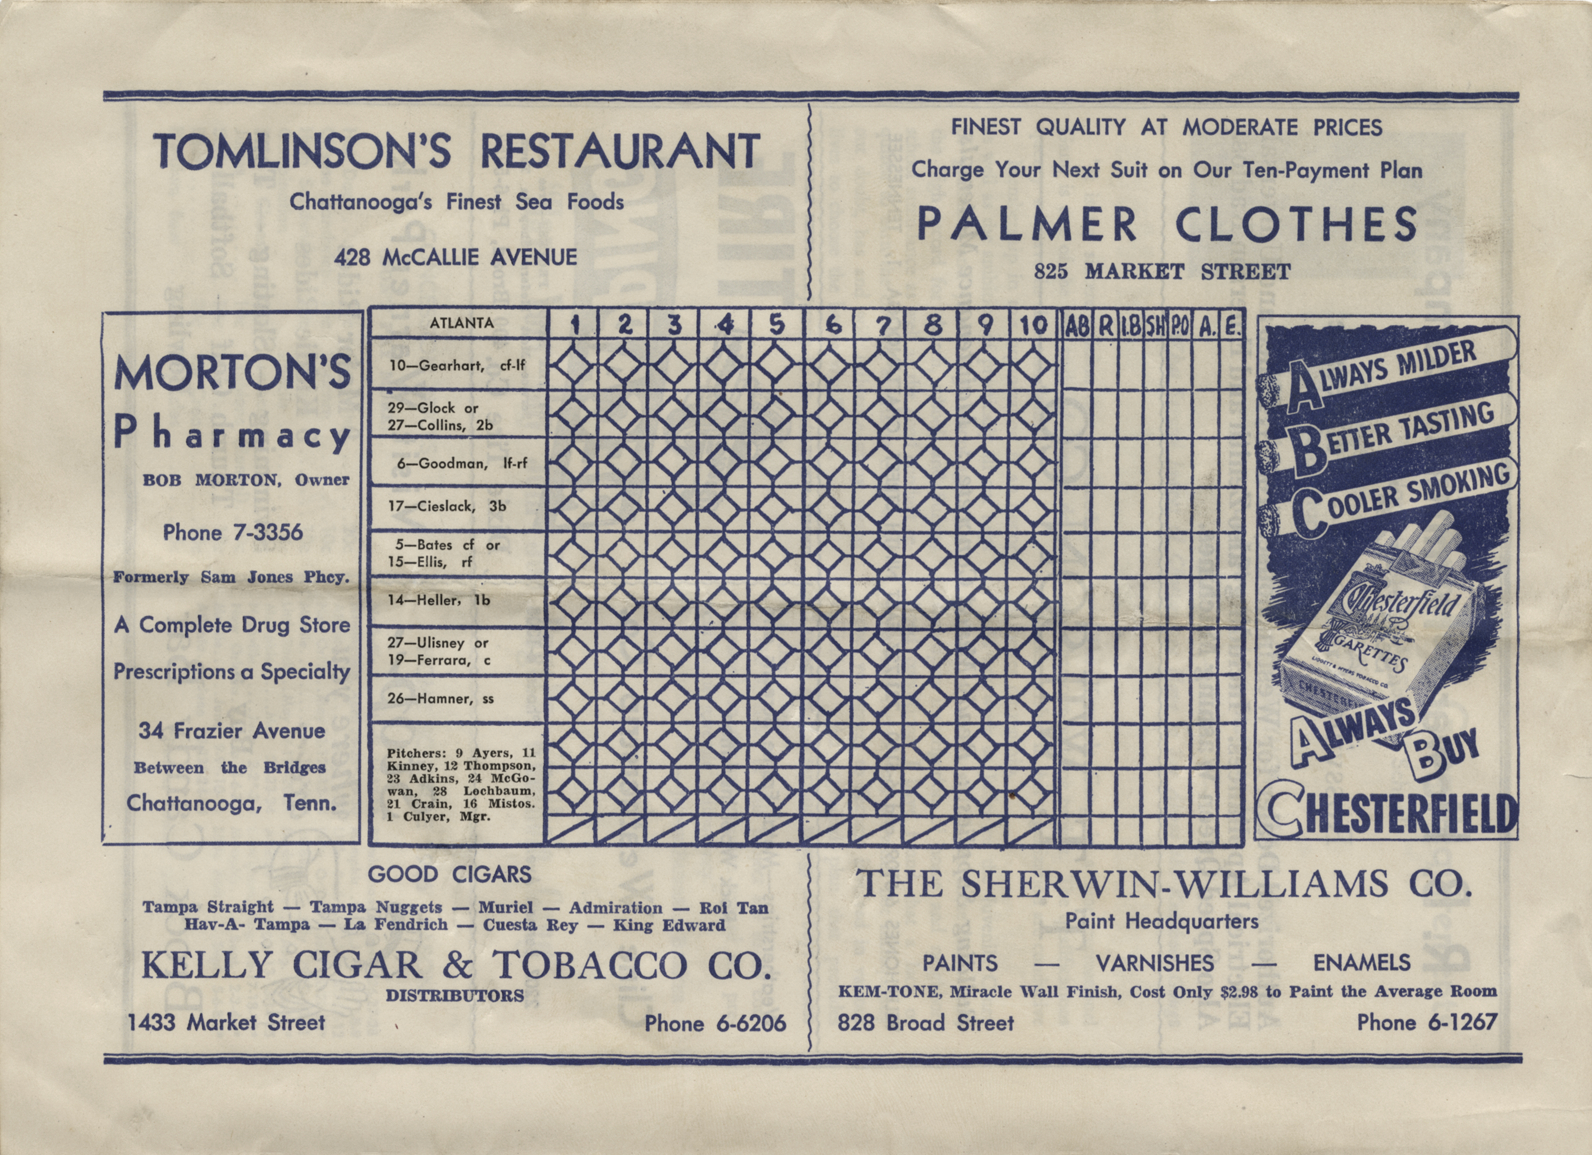 TOMLINSON'S RESTAURANT
Chattanooga's Finest Sea Foods
428 McCALLIE AVENUE
FINEST QUALITY AT MODERATE PRICES
Charge Your Next Suit on Our Ten-Payment Plan
PALMER CLOTHES
825 MARKET STREET
MORTON'S
Pharmacy
BOB MORTON, Owner
Phone 7-3356
Formerly Sam Jones Phcy.
A Complete Drug Store
Prescriptions a Specialty
34 Frazier Avenue
Between the Bridges
Chattanooga, Tenn.
ATLANTA 1 2 3 4 5 6 7 8 9 10 AB R 1.B SH P.O A. E.
10—Gearhart, cf-lf
29—Glock or
27—Collins, 2b
6—Goodman, lf-rf
17—Cieslack, 3b
5—Bates cf or
15—Ellis, rf
14—Heller, 1b
27—Ulisney or
19—Ferrara, c
26—Hamner, ss
Pitchers: 9 Ayers, 11
Kinney, 12 Thompson,
23 Adkins, 24 McGo-
wan, 28 Lochbaum,
21 Crain, 16 Mistos.
1 Culyer, Mgr.
ALWAYS MILDER
BETTER TASTING
COOLER SMOKING
Chesterfield
CIGARETTES
LIGGETT & MYERS TOBACCO CO.
ALWAYS
BUY
CHESTERFIELD
GOOD CIGARS
Tampa Straight — Tampa Nuggets — Muriel — Admiration — Roi Tan
Hav-A- Tampa — La Fendrich — Cuesta Rey — King Edward
KELLY CIGAR & TOBACCO CO.
DISTRIBUTORS
1433 Market Street Phone 6-6206
THE SHERWIN-WILLIAMS CO.
Paint Headquarters
PAINTS — VARNISHES — ENAMELS
KEM-TONE, Miracle Wall Finish, Cost Only $2.98 to Paint the Average Room
828 Broad Street Phone 6-1267